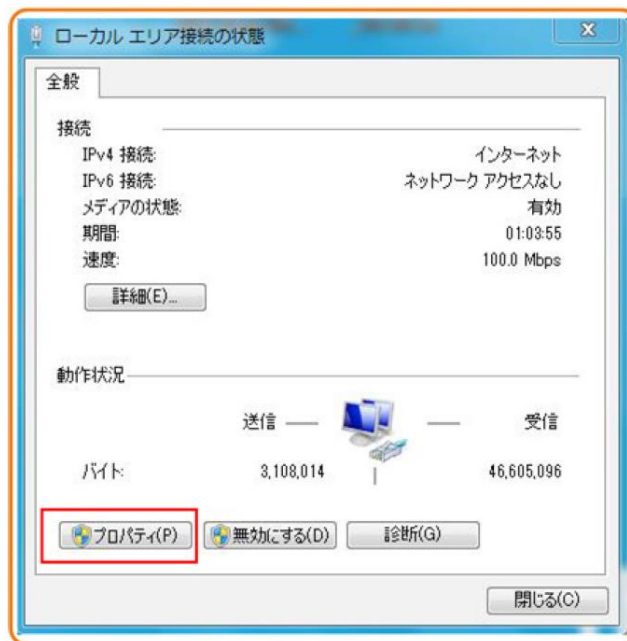 ローカル エリア接続の状態
全般
接続
IPv4 接続: インターネット
IPv6 接続: ネットワーク アクセスなし
メディアの状態: 有効
期間: 01:03:55
速度: 100.0 Mbps
詳細(E)...
動作状況
送信 受信
バイト: 3,108,014 46,605,096
プロパティ(P) 無効にする(D) 診断(G)
閉じる(C)